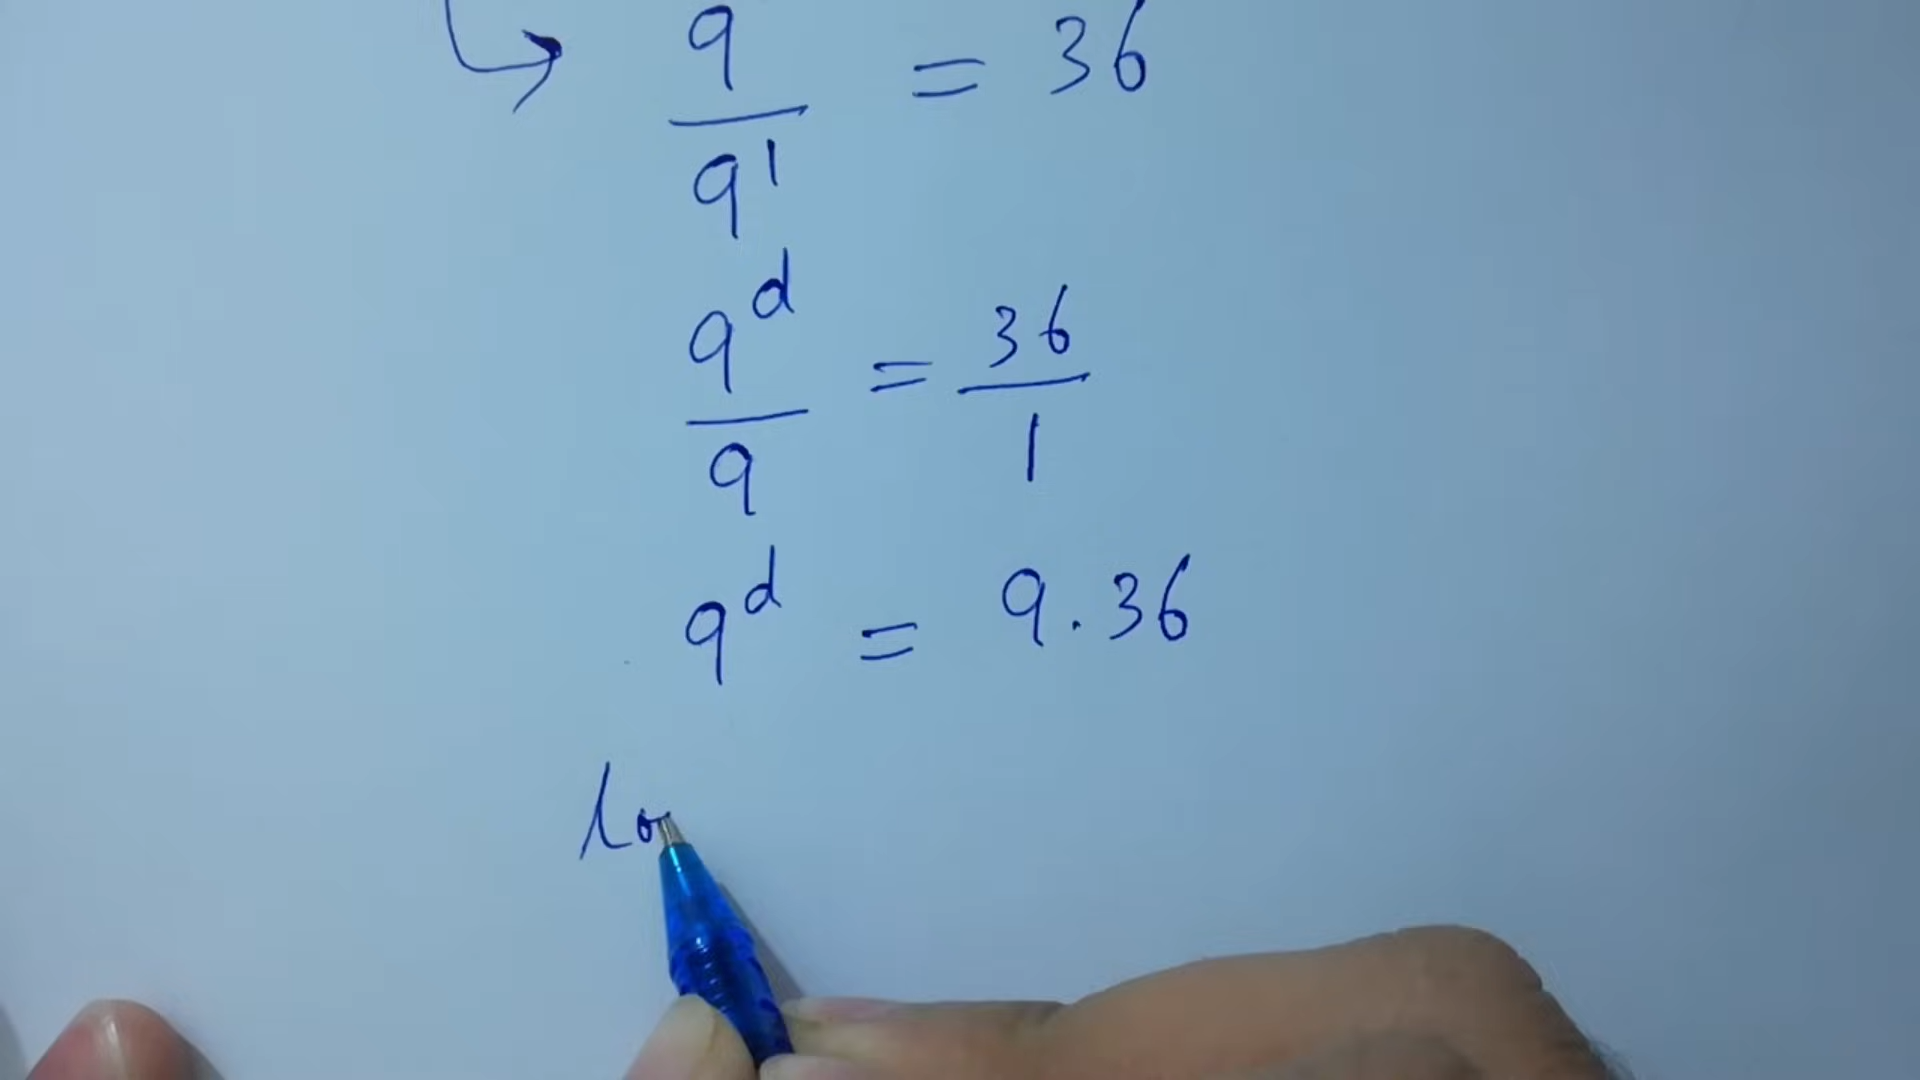 9/9^1 = 36
9^d/9 = 36/1
9^d = 9.36
lo